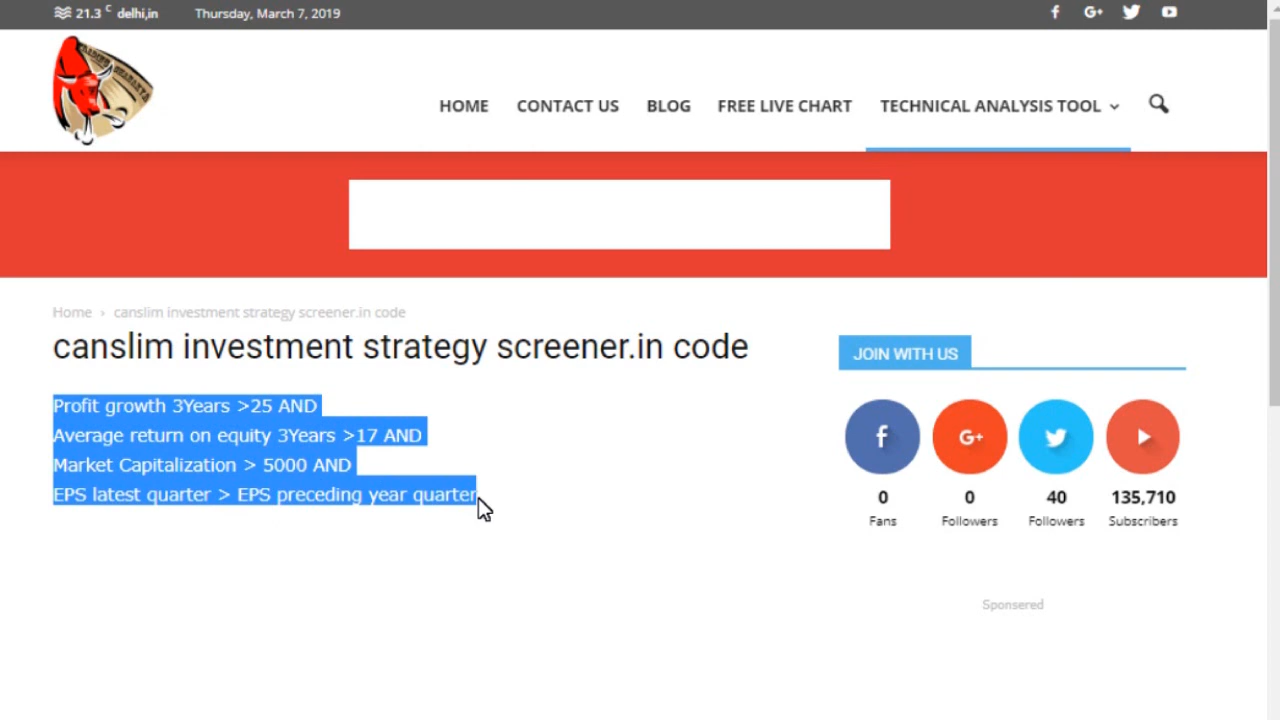 21.3 C delhi,in Thursday, March 7, 2019
HOME CONTACT US BLOG FREE LIVE CHART TECHNICAL ANALYSIS TOOL
Home › canslim investment strategy screener.in code
canslim investment strategy screener.in code
Profit growth 3Years >25 AND
Average return on equity 3Years >17 AND
Market Capitalization > 5000 AND
EPS latest quarter > EPS preceding year quarter
JOIN WITH US
0 0 40 135,710
Fans Followers Followers Subscribers
Sponsored